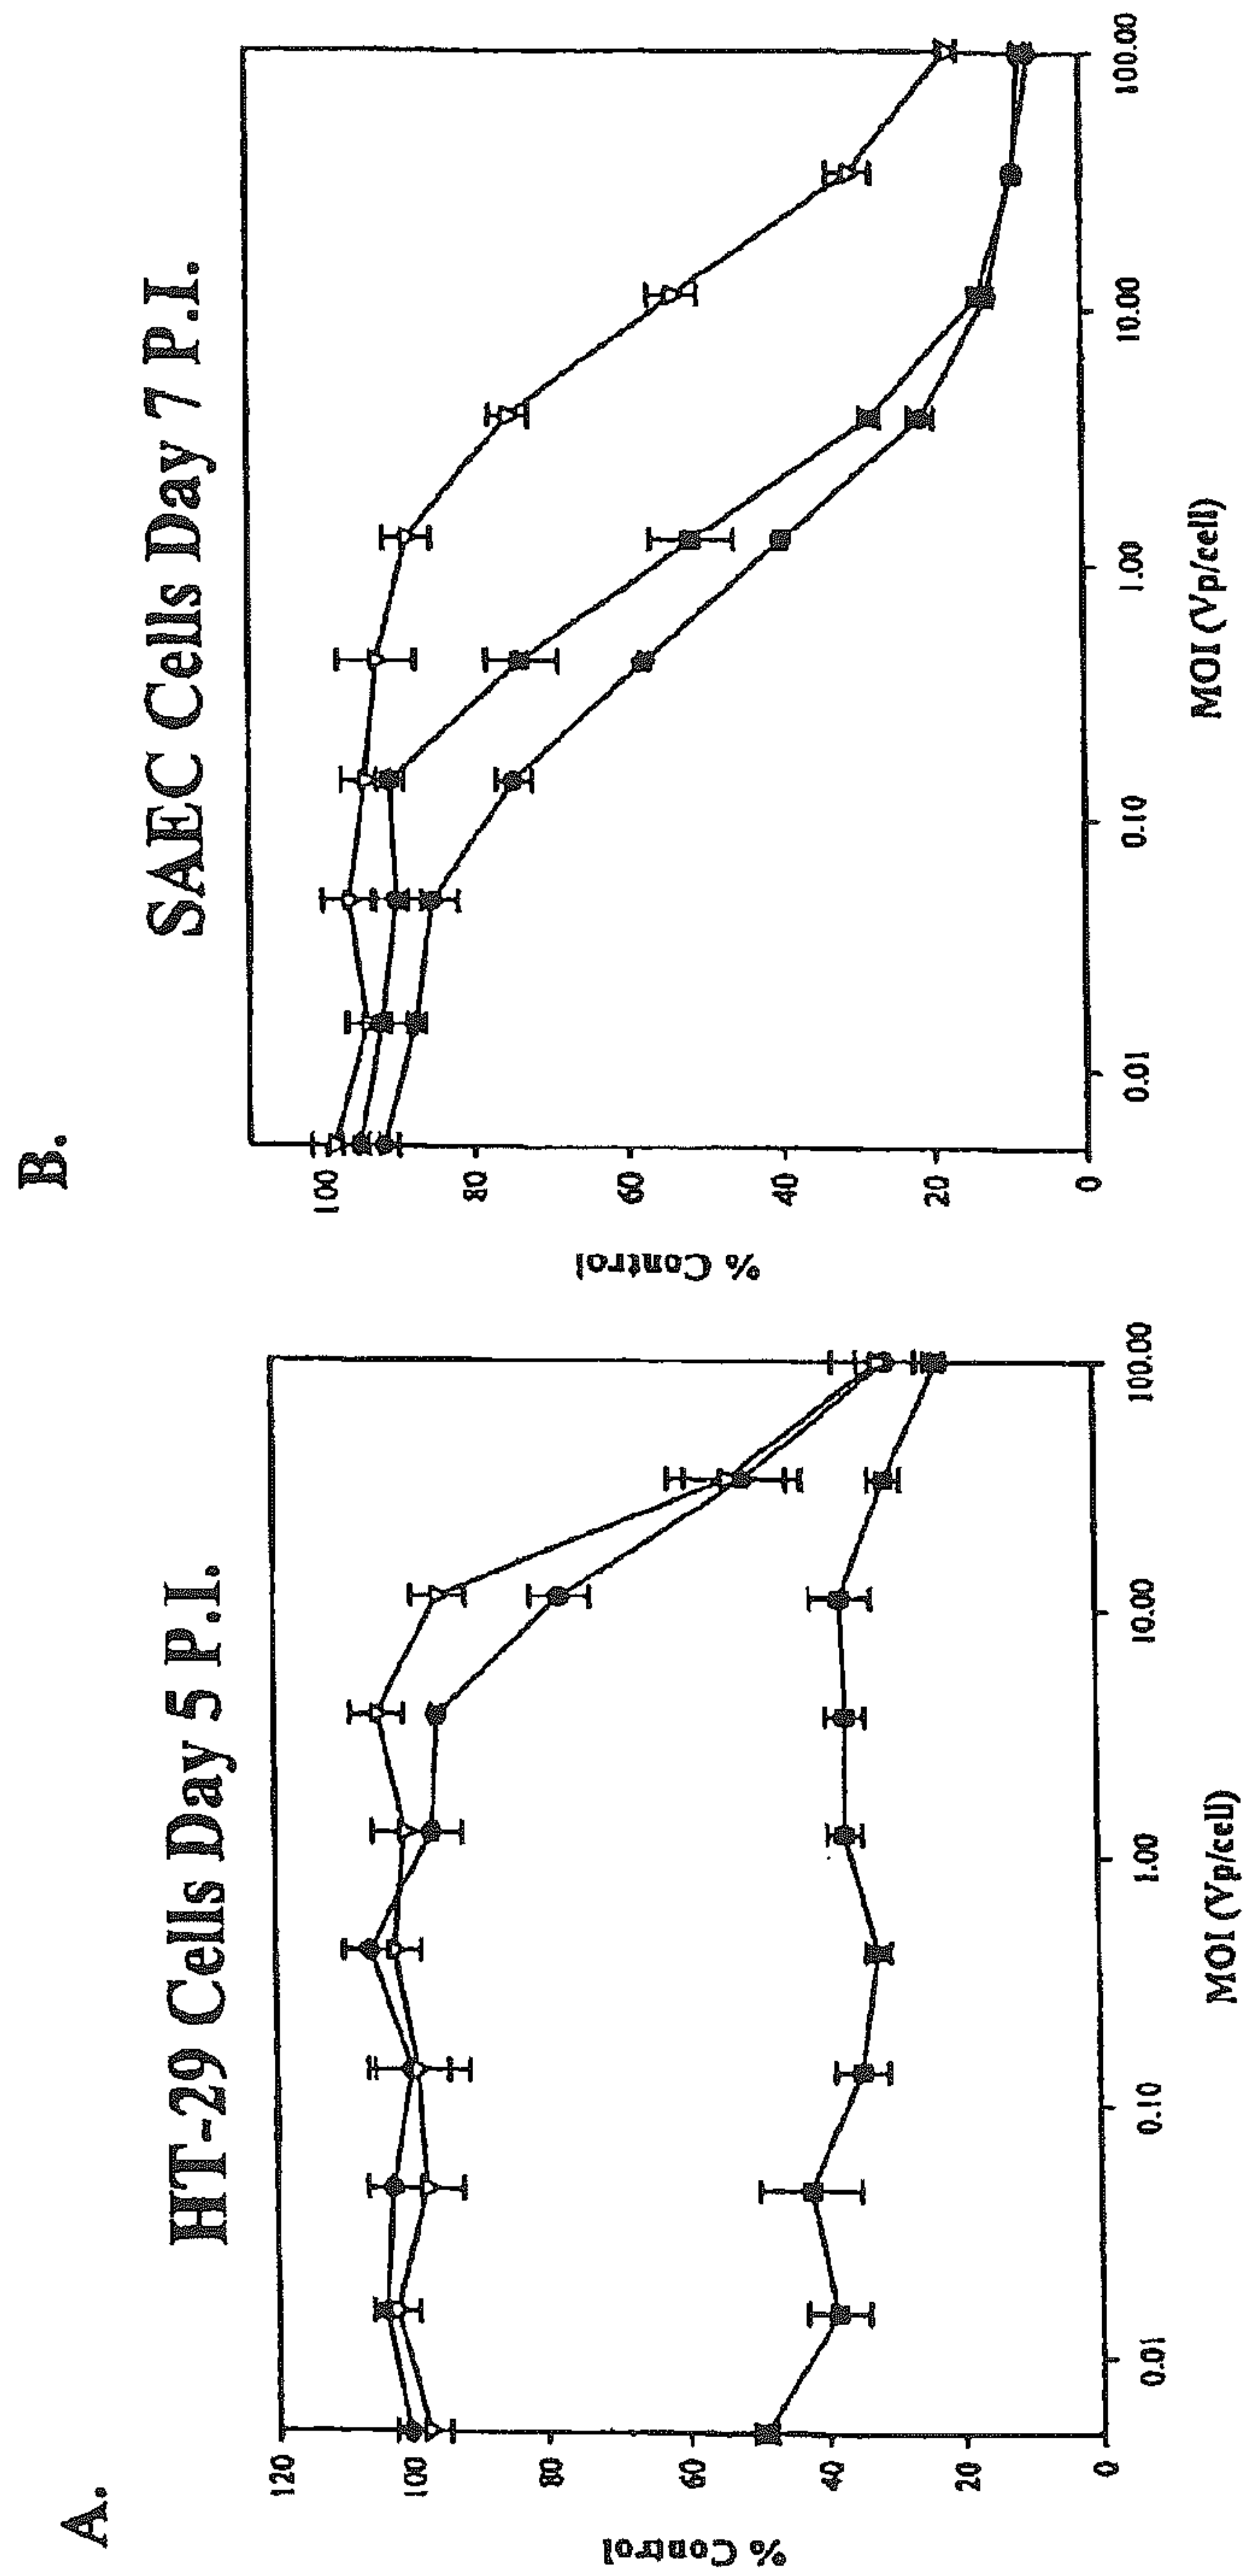 A.
HT-29 Cells Day 5 P.I.
% Control
120
100
80
60
40
20
0
0.01
0.10
1.00
10.00
100.00
MOI (Vp/cell)
B.
SAEC Cells Day 7 P.I.
% Control
100
80
60
40
20
0
0.01
0.10
1.00
10.00
100.00
MOI (Vp/cell)